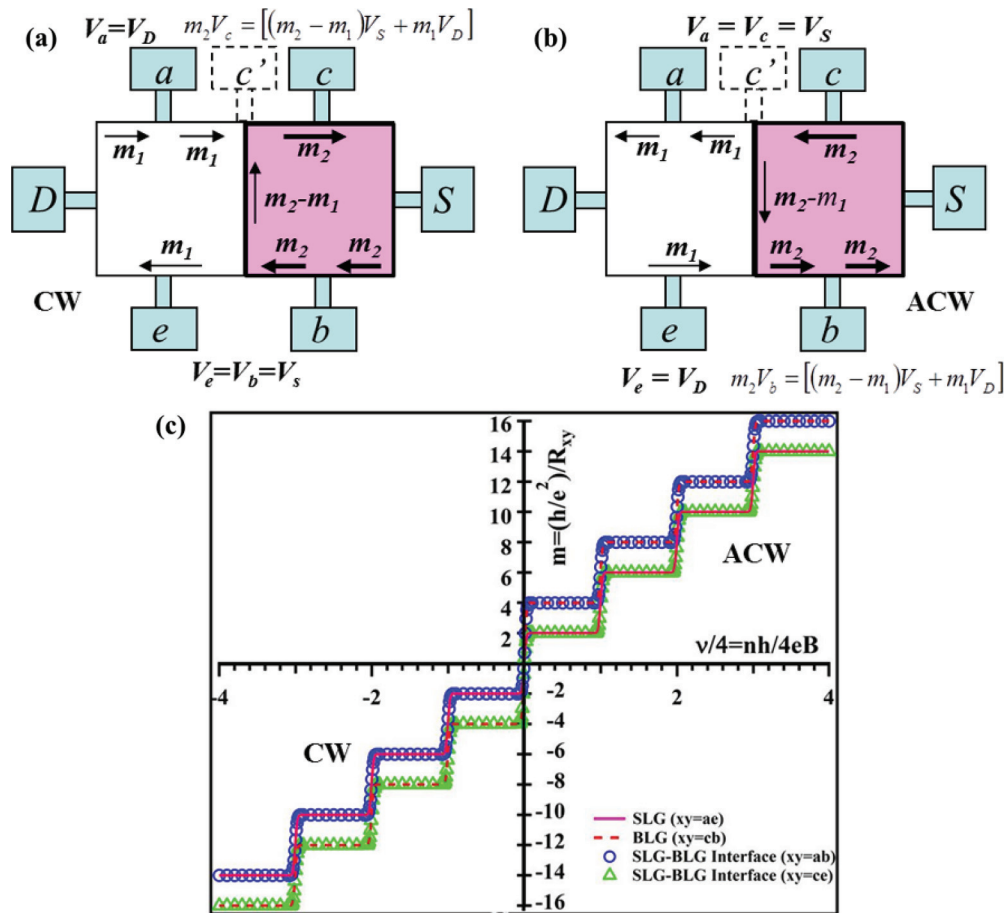 (a)
V_a=V_D
m_2V_c = [(m_2 − m_1)V_S + m_1V_D]
a
c'
c
m_1
m_1
m_2
D
m_2-m_1
S
m_1
m_2
m_2
CW
e
b
V_e=V_b=V_s
(b)
V_a = V_c = V_S
a
c'
c
m_1
m_1
m_2
D
m_2-m_1
S
m_1
m_2
m_2
ACW
e
b
V_e = V_D
m_2V_b = [(m_2 − m_1)V_S + m_1V_D]
(c)
16
14
12
10
8
6
4
2
m=(h/e^2)/R_xy
ACW
ν/4=nh/4eB
-4
-2
2
4
CW
-2
-4
-6
-8
-10
-12
-14
-16
SLG (xy=ae)
BLG (xy=cb)
SLG-BLG Interface (xy=ab)
SLG-BLG Interface (xy=ce)